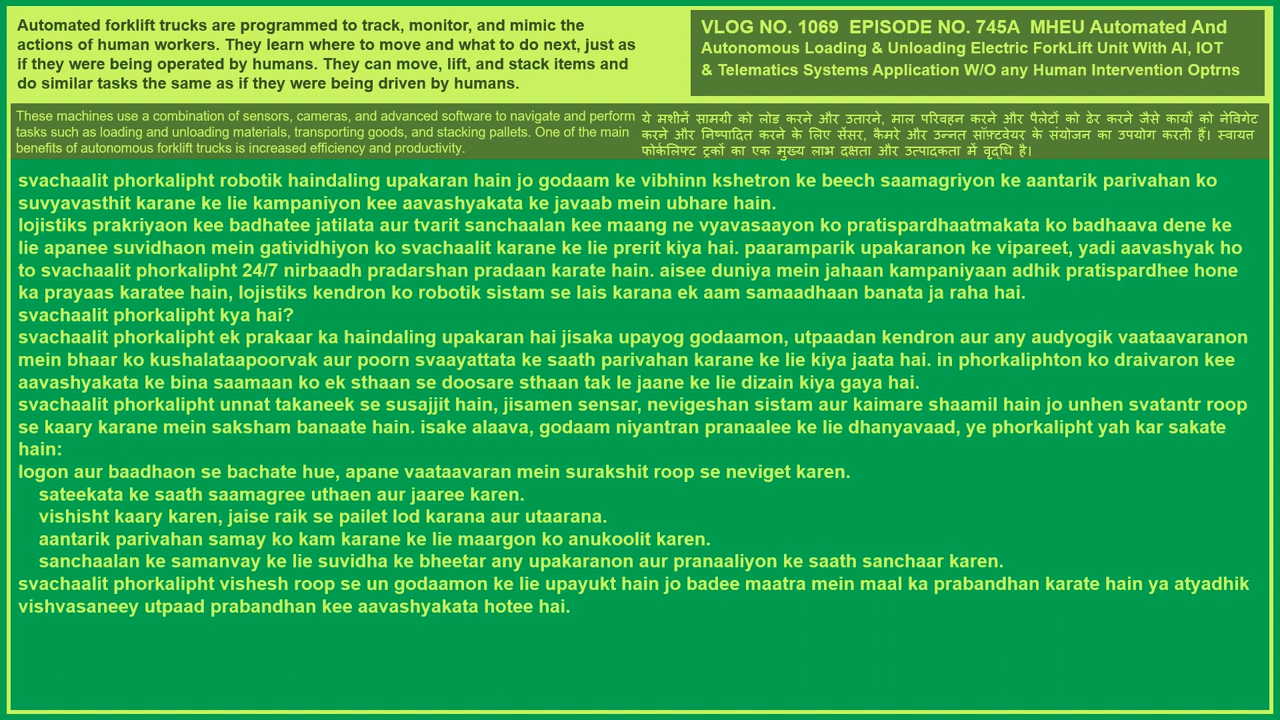 Automated forklift trucks are programmed to track, monitor, and mimic the
actions of human workers. They learn where to move and what to do next, just as
if they were being operated by humans. They can move, lift, and stack items and
do similar tasks the same as if they were being driven by humans.
VLOG NO. 1069 EPISODE NO. 745A MHEU Automated And
Autonomous Loading & Unloading Electric ForkLift Unit With AI, IOT
& Telematics Systems Application W/O any Human Intervention Optrns
These machines use a combination of sensors, cameras, and advanced software to navigate and perform
tasks such as loading and unloading materials, transporting goods, and stacking pallets. One of the main
benefits of autonomous forklift trucks is increased efficiency and productivity.
ये मशीनें सामग्री को लोड करने और उतारने, माल परिवहन करने और पैलेटों को ढेर करने जैसे कार्यों को नेविगेट
करने और निष्पादित करने के लिए सेंसर, कैमरे और उन्नत सॉफ़्टवेयर के संयोजन का उपयोग करती हैं। स्वायत्त
फोर्कलिफ्ट ट्रकों का एक मुख्य लाभ दक्षता और उत्पादकता में वृद्धि है।
svachaalit phorkalipht robotik haindaling upakaran hain jo godaam ke vibhinn kshetron ke beech saamagriyon ke aantarik parivahan ko
suvyavasthit karane ke lie kampaniyon kee aavashyakata ke javaab mein ubhare hain.
lojistiks prakriyaon kee badhatee jatilata aur tvarit sanchaalan kee maang ne vyavasaayon ko pratispardhaatmakata ko badhaava dene ke
lie apanee suvidhaon mein gatividhiyon ko svachaalit karane ke lie prerit kiya hai. paaramparik upakaranon ke vipareet, yadi aavashyak ho
to svachaalit phorkalipht 24/7 nirbaadh pradarshan pradaan karate hain. aisee duniya mein jahaan kampaniyaan adhik pratispardhee hone
ka prayaas karatee hain, lojistiks kendron ko robotik sistam se lais karana ek aam samaadhaan banata ja raha hai.
svachaalit phorkalipht kya hai?
svachaalit phorkalipht ek prakaar ka haindaling upakaran hai jisaka upayog godaamon, utpaadan kendron aur any audyogik vaataavaranon
mein bhaar ko kushalataapoorvak aur poorn svaayattata ke saath parivahan karane ke lie kiya jaata hai. in phorkaliphton ko draivaron kee
aavashyakata ke bina saamaan ko ek sthaan se doosare sthaan tak le jaane ke lie dizain kiya gaya hai.
svachaalit phorkalipht unnat takaneek se susajjit hain, jisamen sensar, nevigeshan sistam aur kaimare shaamil hain jo unhen svatantr roop
se kaary karane mein saksham banaate hain. isake alaava, godaam niyantran pranaalee ke lie dhanyavaad, ye phorkalipht yah kar sakate
hain:
logon aur baadhaon se bachate hue, apane vaataavaran mein surakshit roop se neviget karen.
sateekata ke saath saamagree uthaen aur jaaree karen.
vishisht kaary karen, jaise raik se pailet lod karana aur utaarana.
aantarik parivahan samay ko kam karane ke lie maargon ko anukoolit karen.
sanchaalan ke samanvay ke lie suvidha ke bheetar any upakaranon aur pranaaliyon ke saath sanchaar karen.
svachaalit phorkalipht vishesh roop se un godaamon ke lie upayukt hain jo badee maatra mein maal ka prabandhan karate hain ya atyadhik
vishvasaneey utpaad prabandhan kee aavashyakata hotee hai.